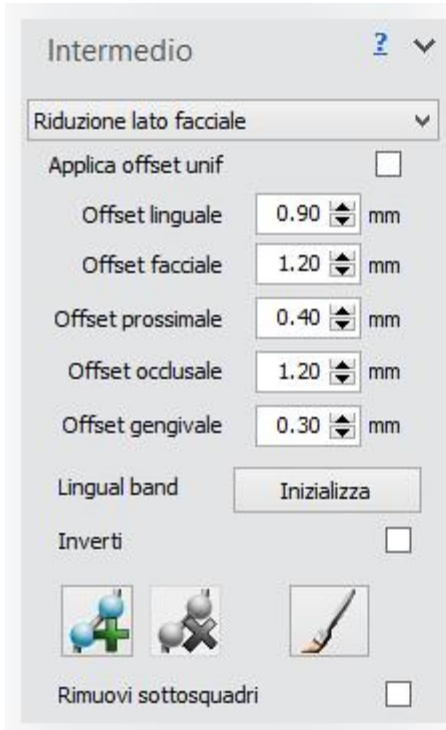 Intermedio ?
Riduzione lato facciale
Applica offset unif
Offset linguale 0.90 mm
Offset facciale 1.20 mm
Offset prossimale 0.40 mm
Offset occlusale 1.20 mm
Offset gengivale 0.30 mm
Lingual band Inizializza
Inverti
Rimuovi sottosquadri